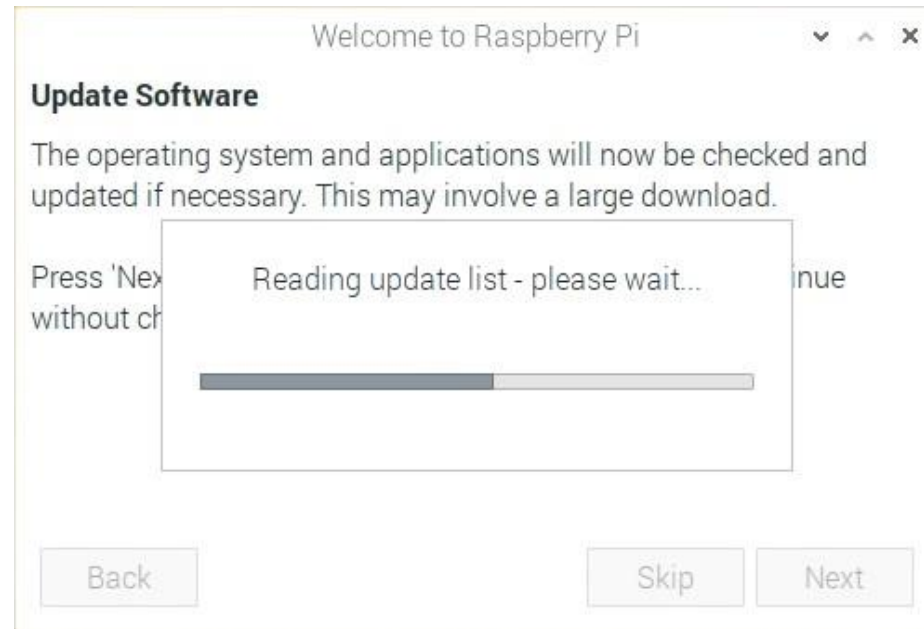 Welcome to Raspberry Pi
Update Software
The operating system and applications will now be checked and
updated if necessary. This may involve a large download.
Press 'Nex
inue
without ch
Reading update list - please wait...
Back
Skip
Next